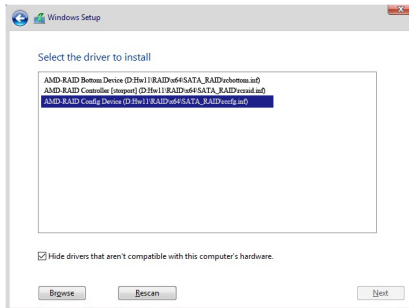 Windows Setup
Select the driver to install
AMD-RAID Bottom Device (D:Hw11\RAID\x64\SATA_RAID\rcbottom.inf)
AMD-RAID Controller [storport] (D:Hw11\RAID\x64\SATA_RAID\rcraid.inf)
AMD-RAID Config Device (D:Hw11\RAID\x64\SATA_RAID\rccfg.inf)
Hide drivers that aren't compatible with this computer's hardware.
Browse Rescan Next